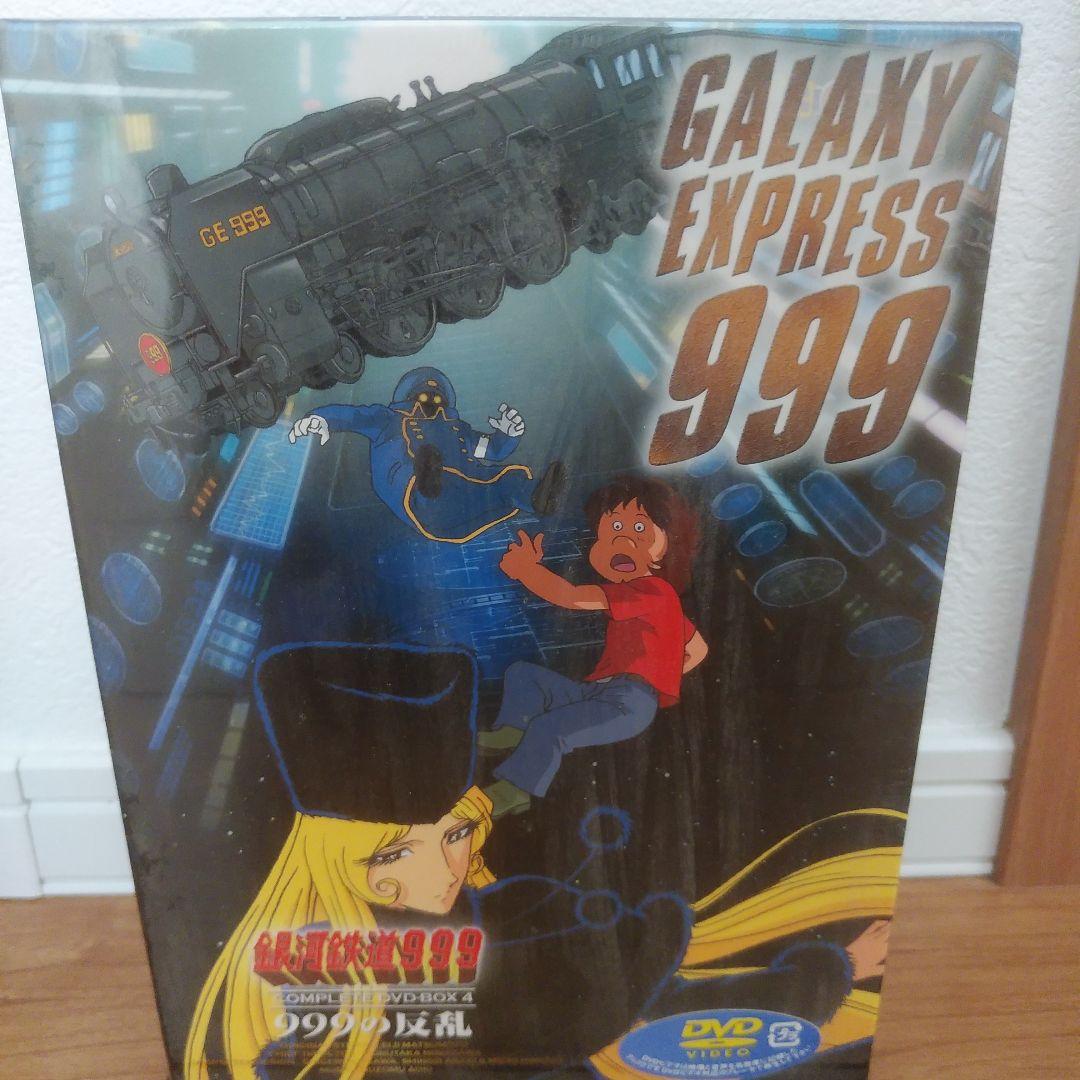 GALAXY
EXPRESS
999
GE 999
999
銀河鉄道999
COMPLETE DVD-BOX 4
999の反乱
DVD
VIDEO